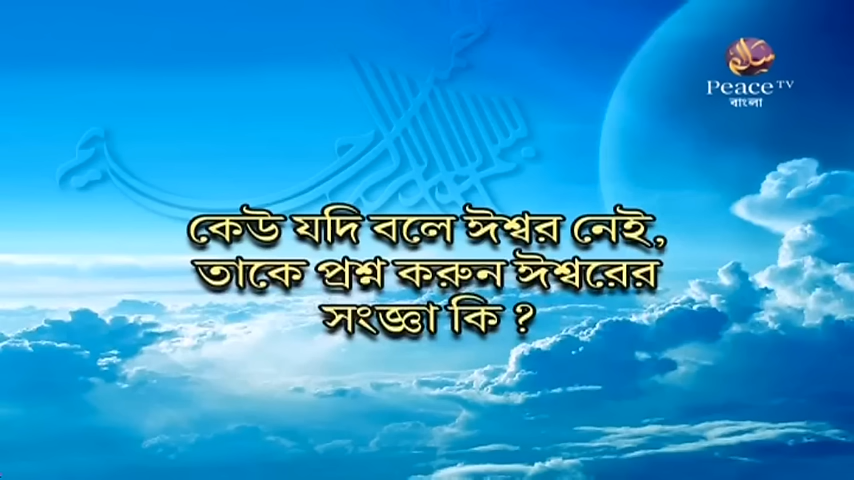 Peace TV
বাংলা
কেউ যদি বলে ঈশ্বর নেই,
তাকে প্রশ্ন করুন ঈশ্বরের
সংজ্ঞা কি ?